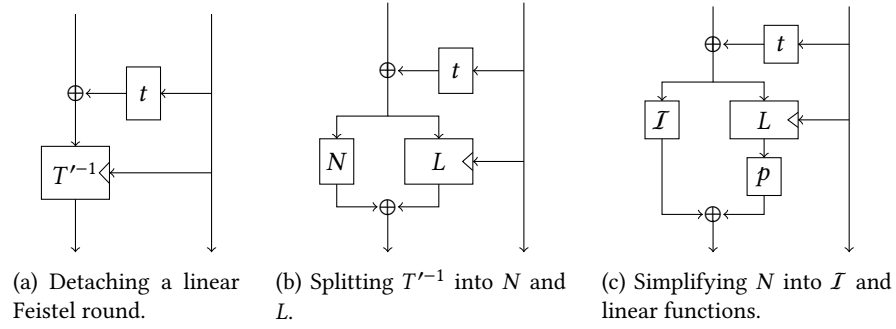 t
T′−1
(a) Detaching a linear
Feistel round.
t
N
L
(b) Splitting T′−1 into N and
L.
t
I
L
p
(c) Simplifying N into I and
linear functions.